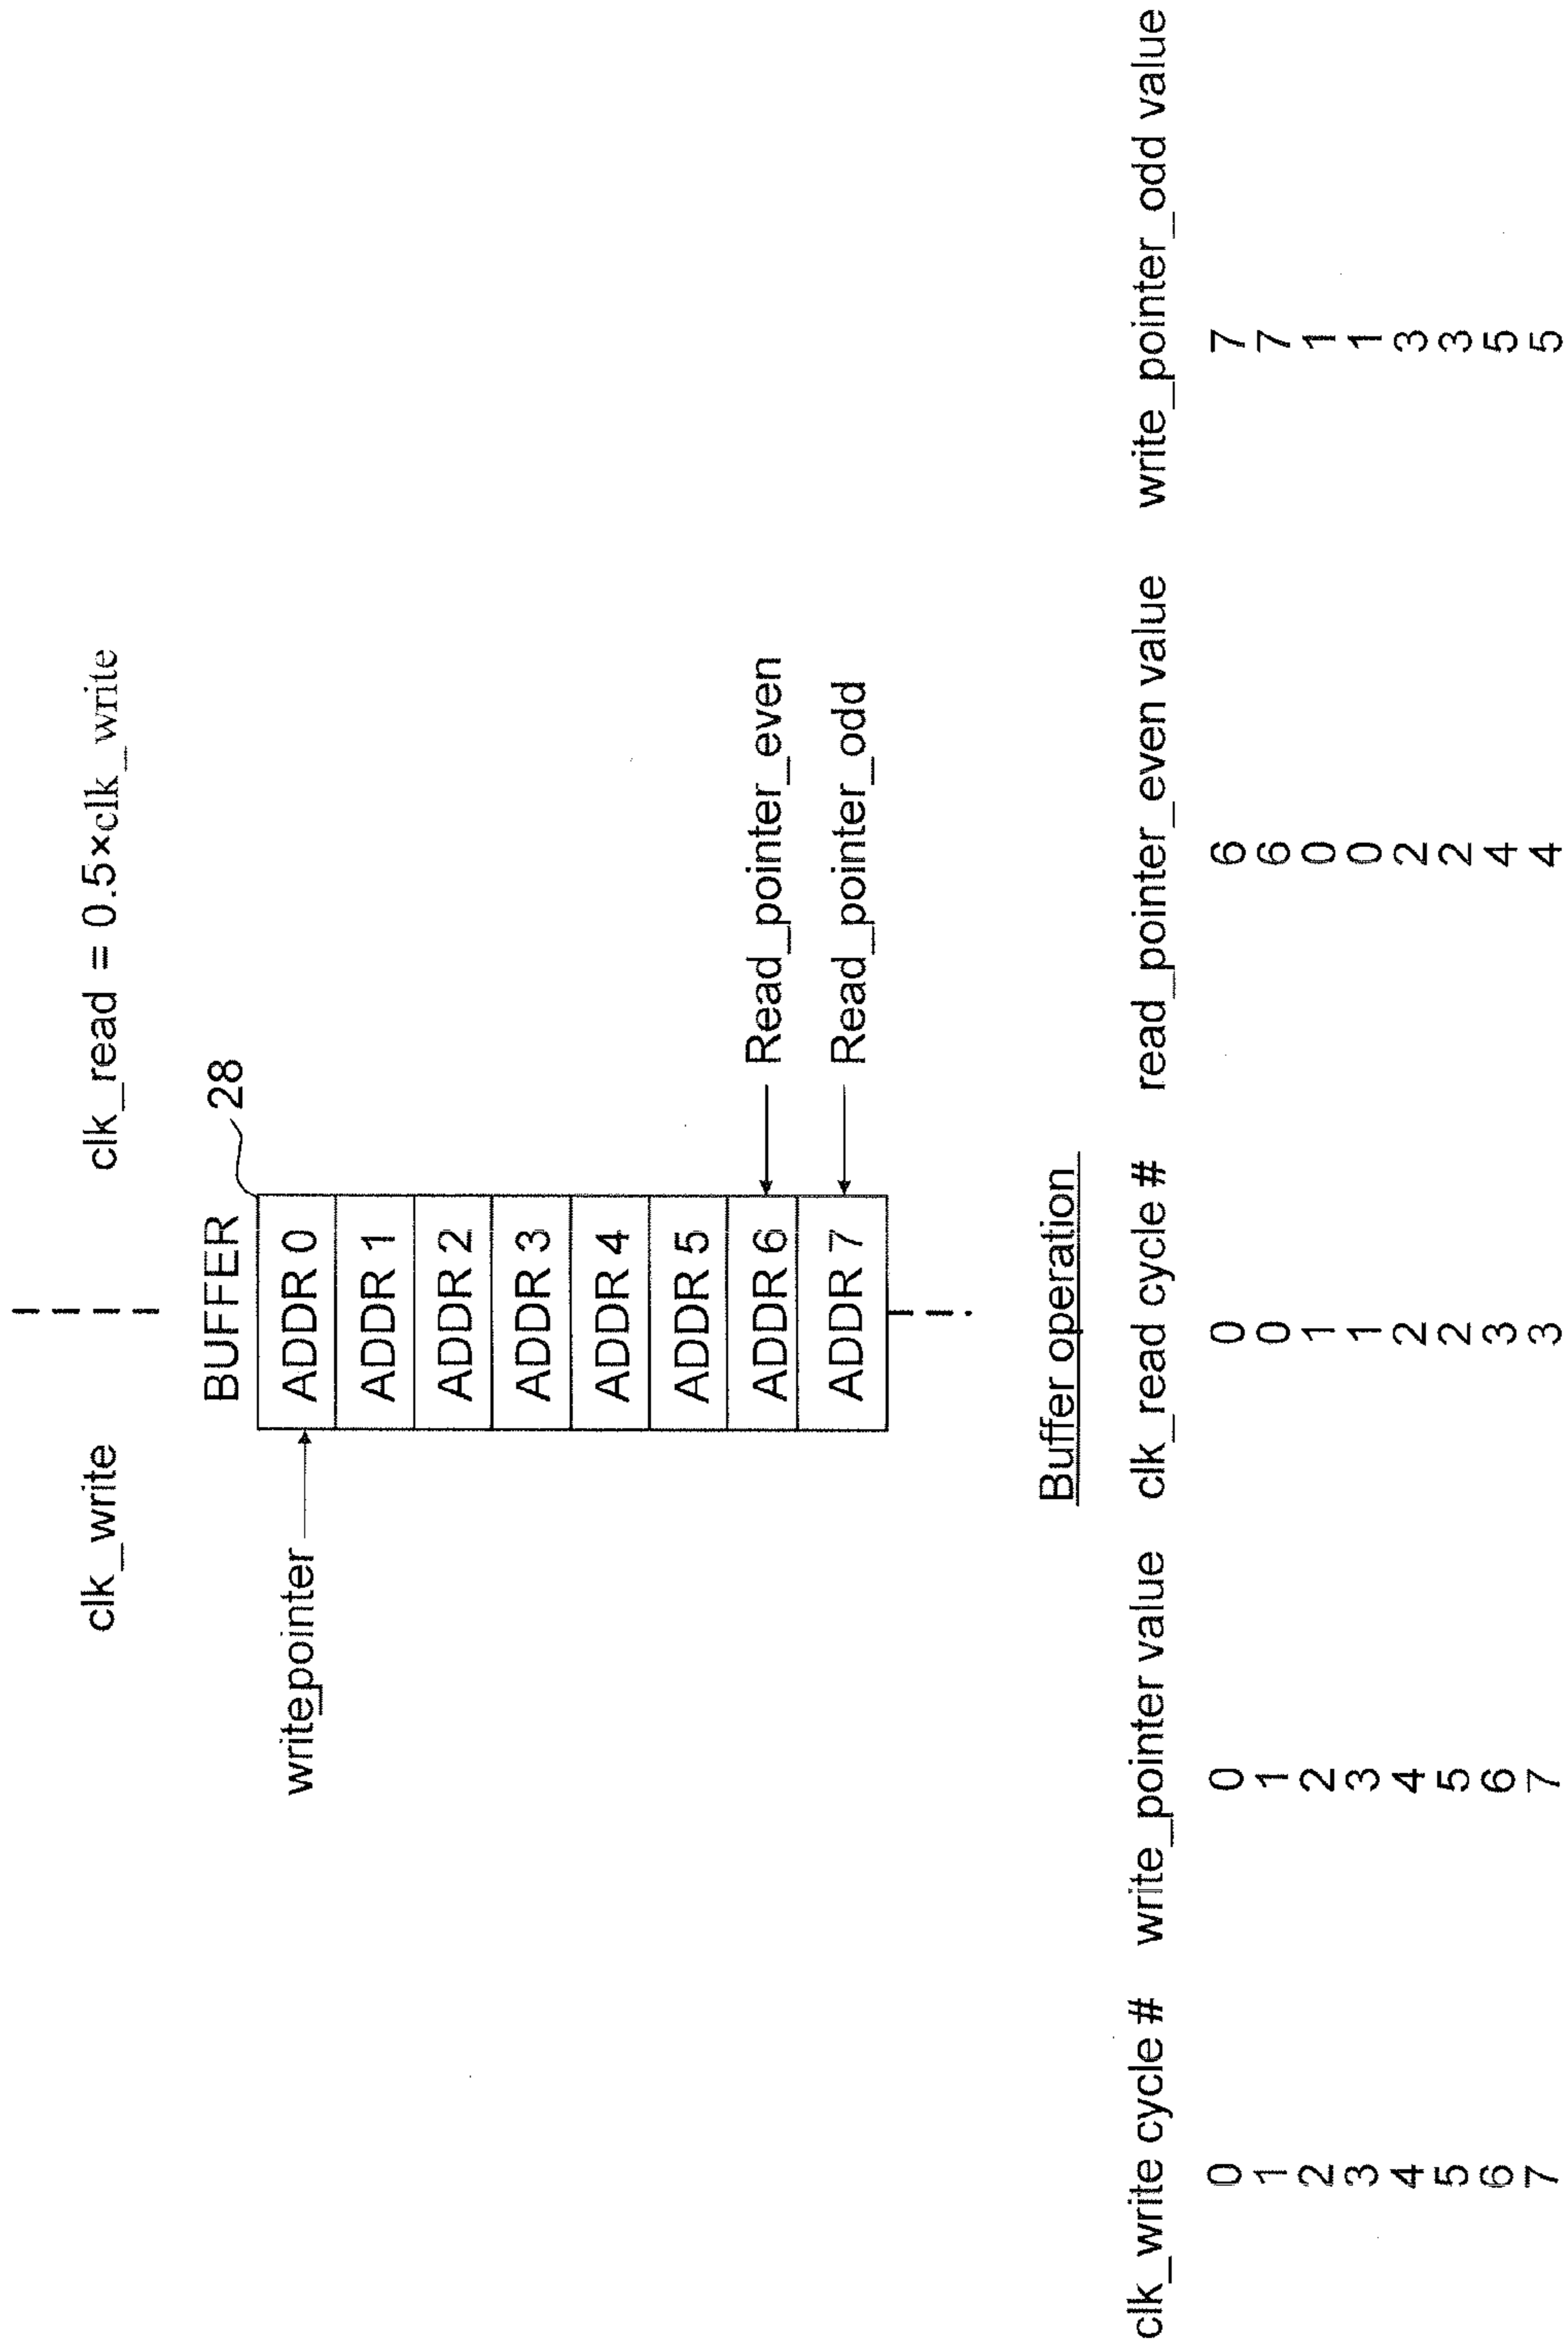 clk_write clk_read = 0.5×clk_write
BUFFER
28
writepointer
ADDR 0
ADDR 1
ADDR 2
ADDR 3
ADDR 4
ADDR 5
ADDR 6
ADDR 7
Read_pointer_even
Read_pointer_odd
Buffer operation
clk_write cycle # write_pointer value clk_read cycle # read_pointer_even value write_pointer_odd value
0 0 0 6 7
1 1 0 6 7
2 2 1 0 1
3 3 1 0 1
4 4 2 2 3
5 5 2 2 3
6 6 3 4 5
7 7 3 4 5